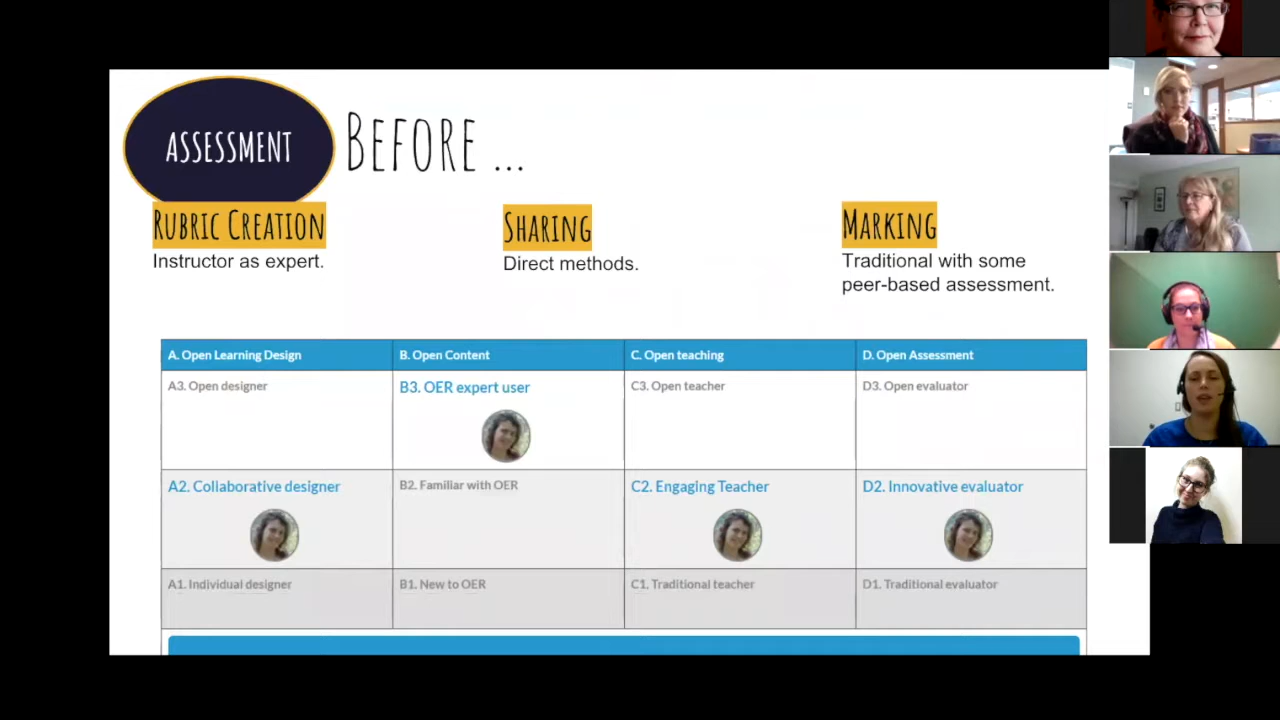 ASSESSMENT
BEFORE ...
RUBRIC CREATION
Instructor as expert.
SHARING
Direct methods.
MARKING
Traditional with some
peer-based assessment.
A. Open Learning Design
B. Open Content
C. Open teaching
D. Open Assessment
A3. Open designer
B3. OER expert user
C3. Open teacher
D3. Open evaluator
A2. Collaborative designer
B2. Familiar with OER
C2. Engaging Teacher
D2. Innovative evaluator
A1. Individual designer
B1. New to OER
C1. Traditional teacher
D1. Traditional evaluator